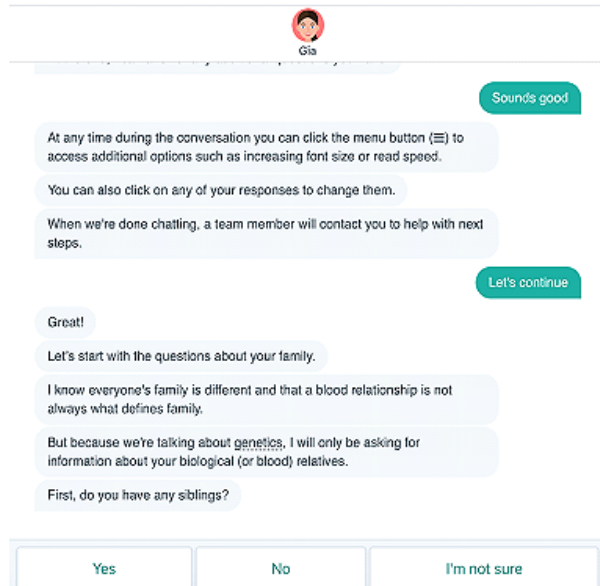 Gia
Sounds good
At any time during the conversation you can click the menu button (☰) to
access additional options such as increasing font size or read speed.
You can also click on any of your responses to change them.
When we're done chatting, a team member will contact you to help with next
steps.
Let's continue
Great!
Let's start with the questions about your family.
I know everyone's family is different and that a blood relationship is not
always what defines family.
But because we're talking about genetics, I will only be asking for
information about your biological (or blood) relatives.
First, do you have any siblings?
Yes
No
I'm not sure